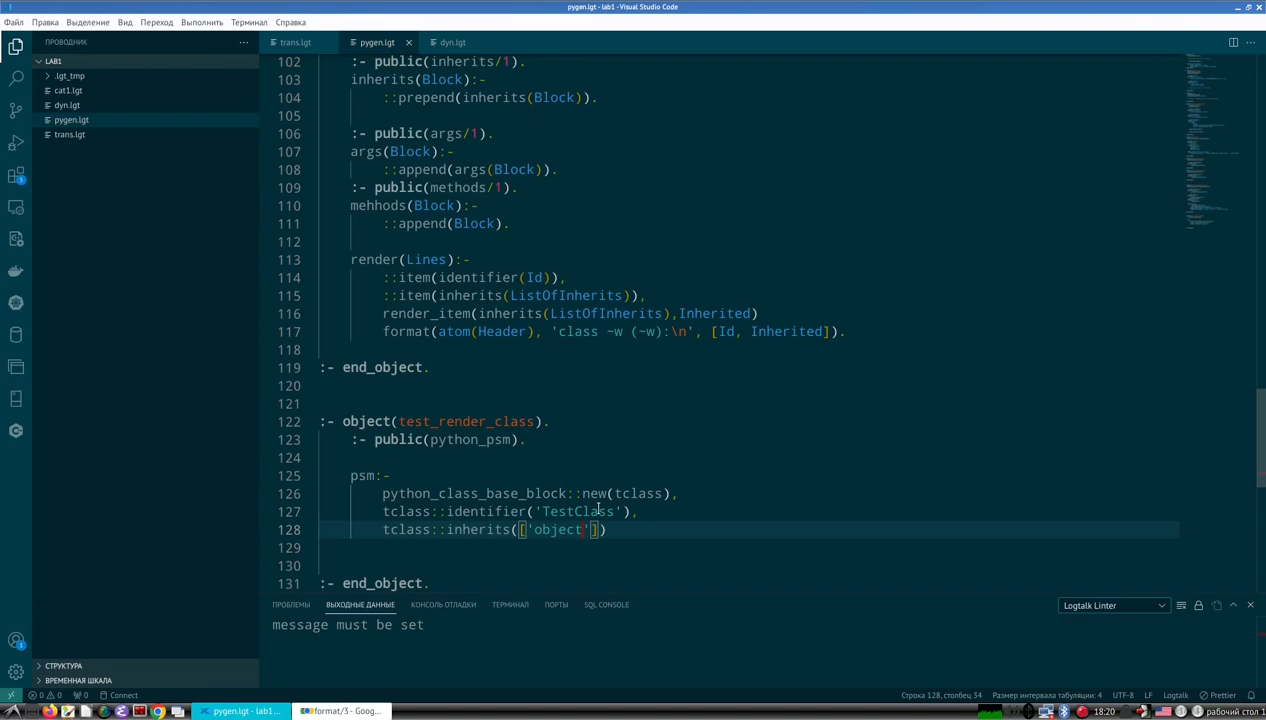 pygen.lgt - lab1 - Visual Studio Code
Файл Правка Выделение Вид Переход Выполнить Терминал Справка
ПРОВОДНИК
LAB1
.lgt_tmp
cat1.lgt
dyn.lgt
pygen.lgt
trans.lgt
СТРУКТУРА
ВРЕМЕННАЯ ШКАЛА
trans.lgt pygen.lgt dyn.lgt
102 :- public(inherits/1).
103 inherits(Block):-
104 ::prepend(inherits(Block)).
105
106 :- public(args/1).
107 args(Block):-
108 ::append(args(Block)).
109 :- public(methods/1).
110 mehhods(Block):-
111 ::append(Block).
112
113 render(Lines):-
114 ::item(identifier(Id)),
115 ::item(inherits(ListOfInherits)),
116 render_item(inherits(ListOfInherits),Inherited)
117 format(atom(Header), 'class ~w (~w):\n', [Id, Inherited]).
118
119 :- end_object.
120
121
122 :- object(test_render_class).
123 :- public(python_psm).
124
125 psm:-
126 python_class_base_block::new(tclass),
127 tclass::identifier('TestClass'),
128 tclass::inherits(['object'])
129
130
131 :- end_object.
ПРОБЛЕМЫ ВЫХОДНЫЕ ДАННЫЕ КОНСОЛЬ ОТЛАДКИ ТЕРМИНАЛ ПОРТЫ SQL CONSOLE
Logtalk Linter
message must be set
0 0 0 Connect
Строка 128, столбец 34 Размер интервала табуляции: 4 UTF-8 LF Logtalk Prettier
pygen.lgt - lab1... format/3 - Goog... 18:20 рабочий стол 1